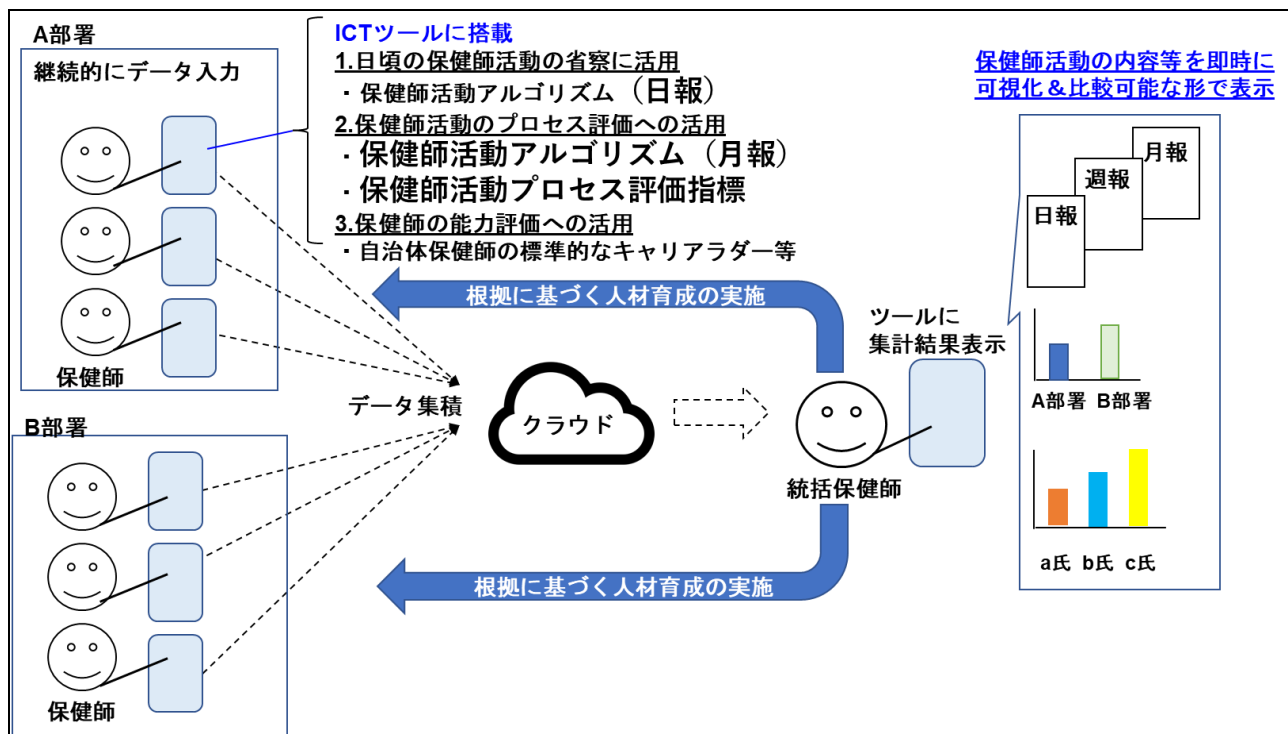 A部署
継続的にデータ入力
保健師
ICTツールに搭載
1.日頃の保健師活動の省察に活用
・保健師活動アルゴリズム（日報）
2.保健師活動のプロセス評価への活用
・保健師活動アルゴリズム（月報）
・保健師活動プロセス評価指標
3.保健師の能力評価への活用
・自治体保健師の標準的なキャリアラダー等
保健師活動の内容等を即時に
可視化＆比較可能な形で表示
月報
週報
日報
根拠に基づく人材育成の実施
ツールに
集計結果表示
A部署 B部署
データ集積
クラウド
統括保健師
B部署
保健師
根拠に基づく人材育成の実施
a氏 b氏 c氏